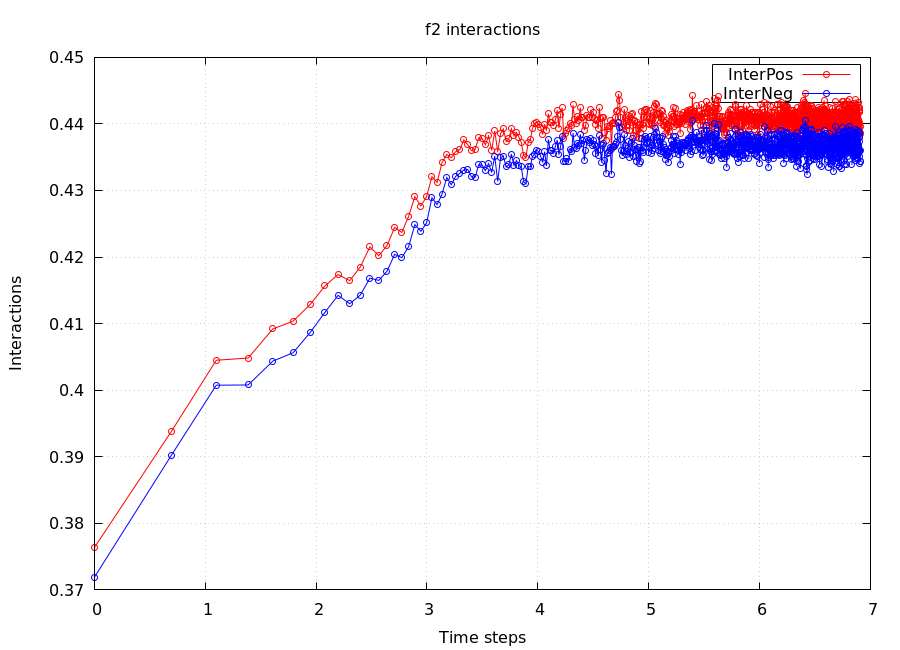 f2 interactions
0.45
0.44
0.43
0.42
0.41
0.4
0.39
0.38
0.37
Interactions
InterPos
InterNeg
0 1 2 3 4 5 6 7
Time steps